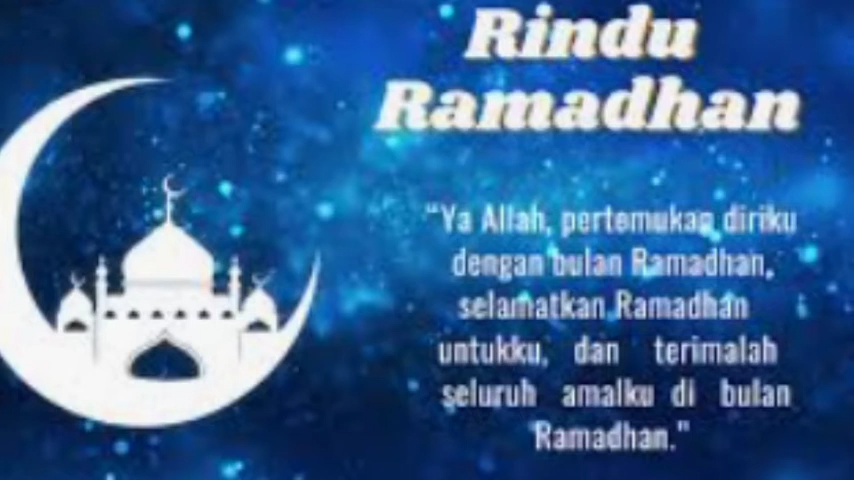 Rindu
Ramadhan
“Ya Allah, pertemukan diriku
dengan bulan Ramadhan,
selamatkan Ramadhan
untukku, dan terimalah
seluruh amalku di bulan
Ramadhan.”